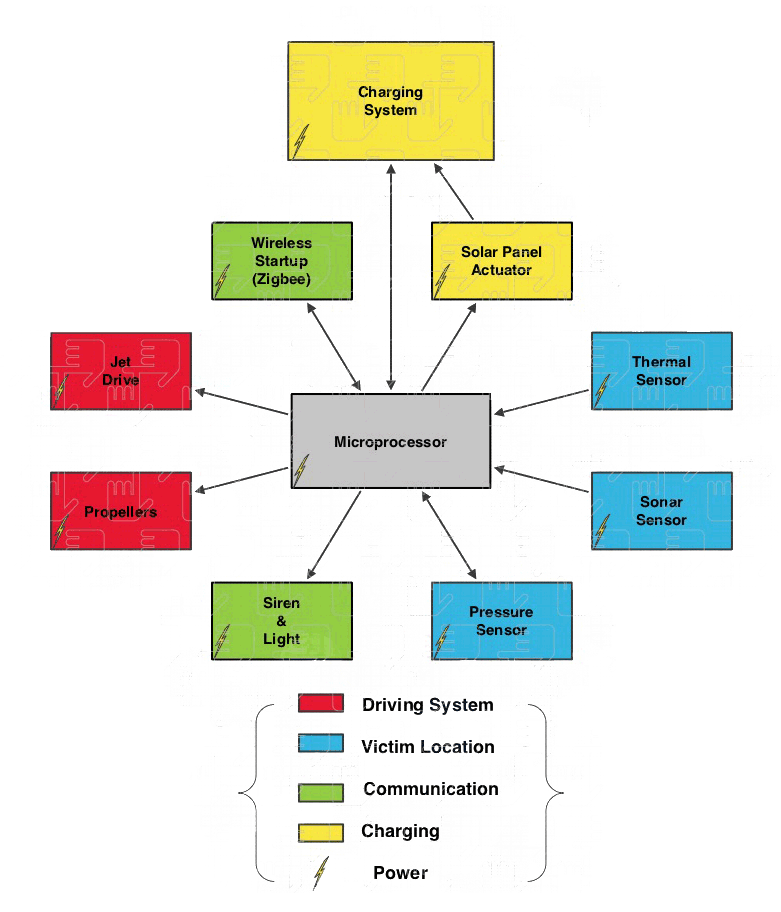 Charging
System
Wireless
Startup
(Zigbee)
Solar Panel
Actuator
Jet
Drive
Thermal
Sensor
Microprocessor
Propellers
Sonar
Sensor
Siren
&
Light
Pressure
Sensor
Driving System
Victim Location
Communication
Charging
Power